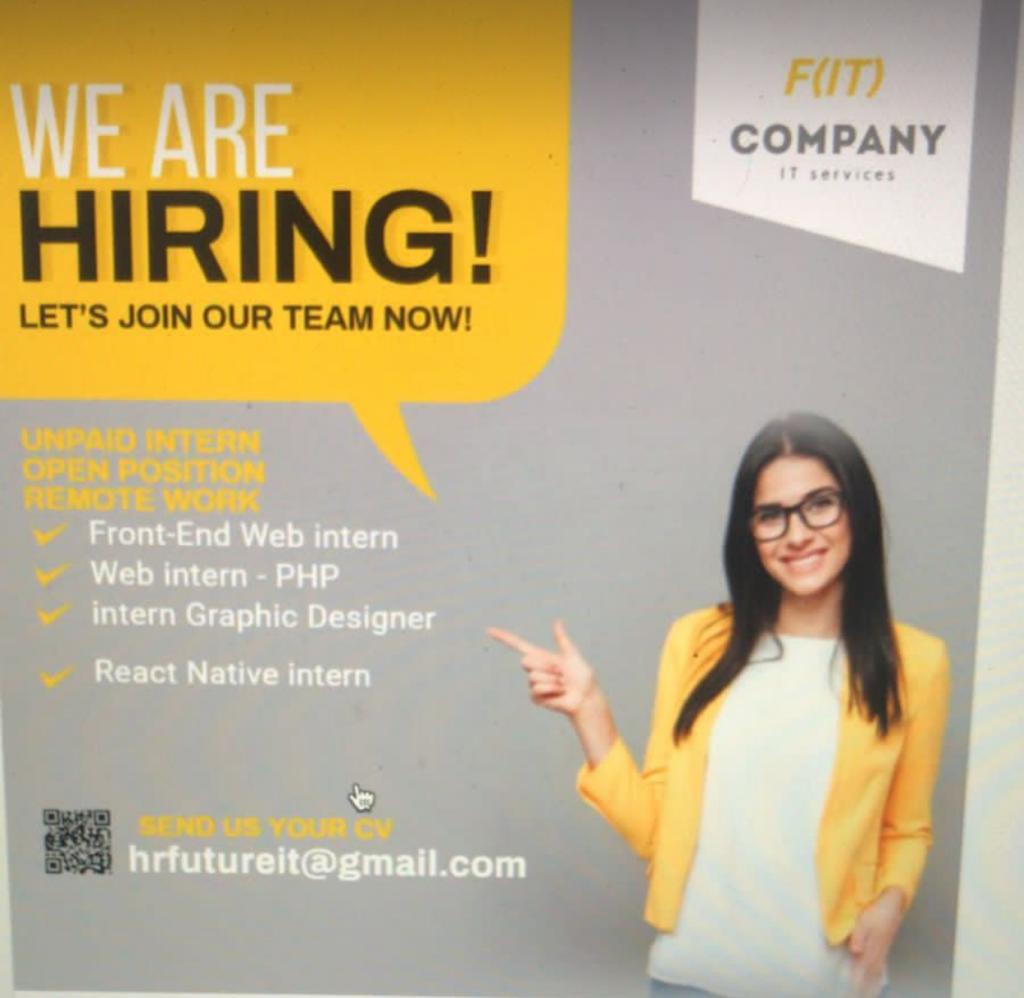 WE ARE
HIRING!
LET'S JOIN OUR TEAM NOW!
F(IT)
COMPANY
IT services
UNPAID INTERN
OPEN POSITION
REMOTE WORK
Front-End Web intern
Web intern - PHP
intern Graphic Designer
React Native intern
SEND US YOUR CV
hrfutureit@gmail.com